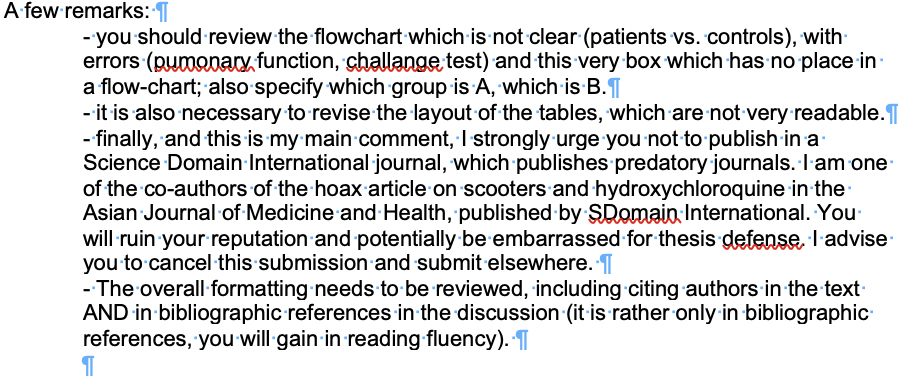 A few remarks: ¶
- you should review the flowchart which is not clear (patients vs. controls), with
errors (pumonary function, challange test) and this very box which has no place in
a flow-chart; also specify which group is A, which is B.¶
- it is also necessary to revise the layout of the tables, which are not very readable.¶
- finally, and this is my main comment, I strongly urge you not to publish in a
Science Domain International journal, which publishes predatory journals. I am one
of the co-authors of the hoax article on scooters and hydroxychloroquine in the
Asian Journal of Medicine and Health, published by SDomain International. You
will ruin your reputation and potentially be embarrassed for thesis defense. I advise
you to cancel this submission and submit elsewhere. ¶
- The overall formatting needs to be reviewed, including citing authors in the text
AND in bibliographic references in the discussion (it is rather only in bibliographic
references, you will gain in reading fluency). ¶
¶